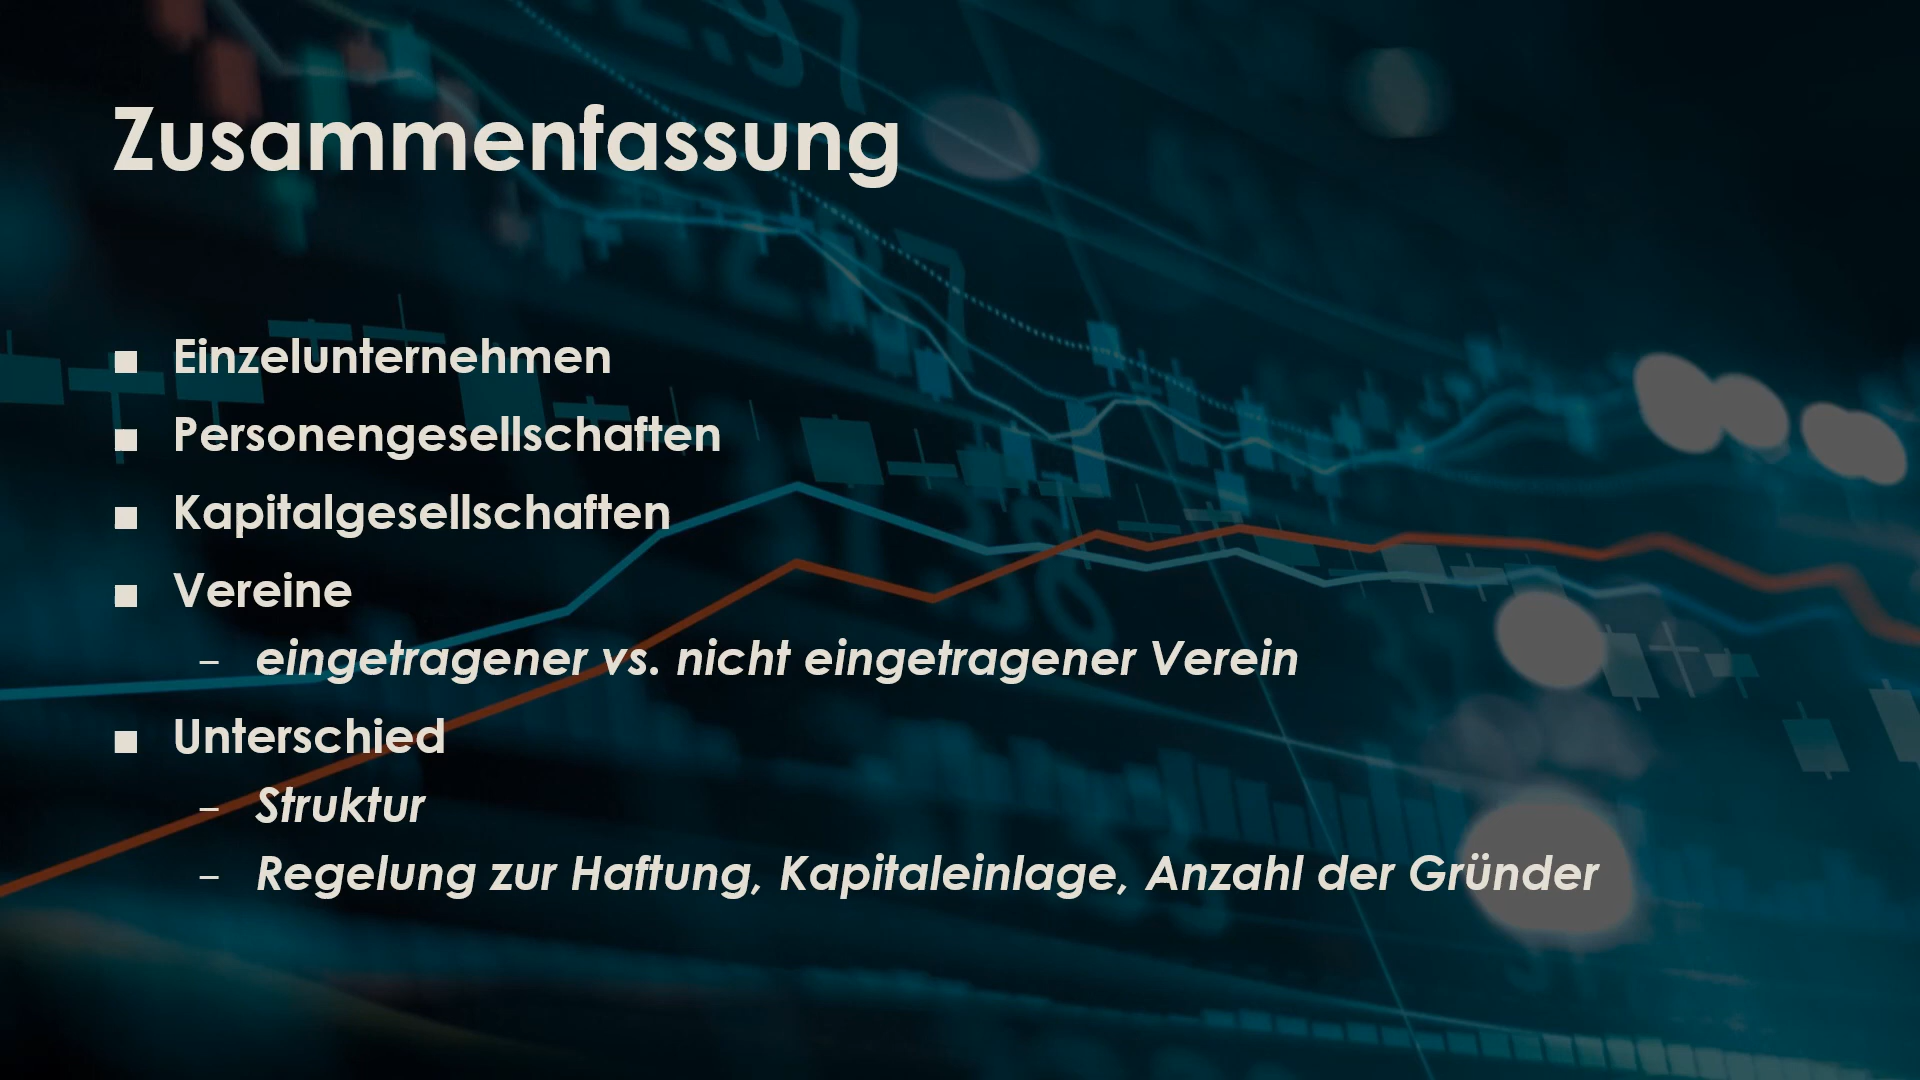 Zusammenfassung
▪ Einzelunternehmen
▪ Personengesellschaften
▪ Kapitalgesellschaften
▪ Vereine
– eingetragener vs. nicht eingetragener Verein
▪ Unterschied
– Struktur
– Regelung zur Haftung, Kapitaleinlage, Anzahl der Gründer